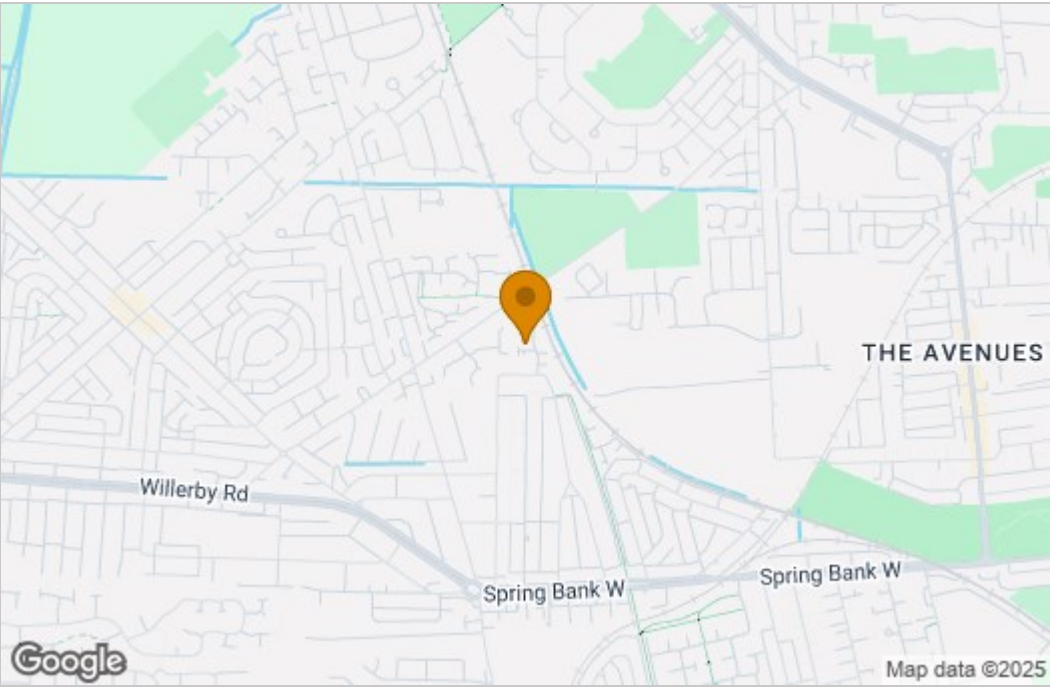 THE AVENUES
Willerby Rd
Spring Bank W
Spring Bank W
Google
Map data ©2025